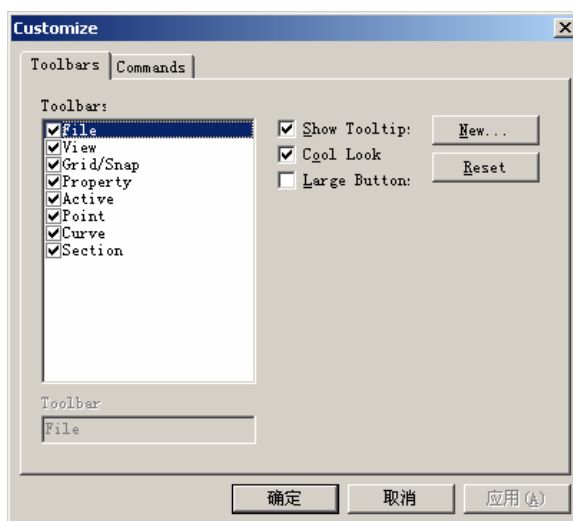 Customize
Toolbars Commands
Toolbars
File
View
Grid/Snap
Property
Active
Point
Curve
Section
Show Tooltip:
Cool Look
Large Button:
New...
Reset
Toolbar
File
确定 取消 应用(A)